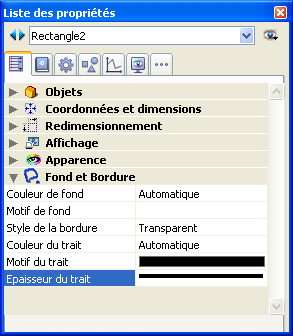 Liste des propriétés
Rectangle2
Objets
Coordonnées et dimensions
Redimensionnement
Affichage
Apparence
Fond et Bordure
Couleur de fond Automatique
Motif de fond
Style de la bordure Transparent
Couleur du trait Automatique
Motif du trait
Epaisseur du trait